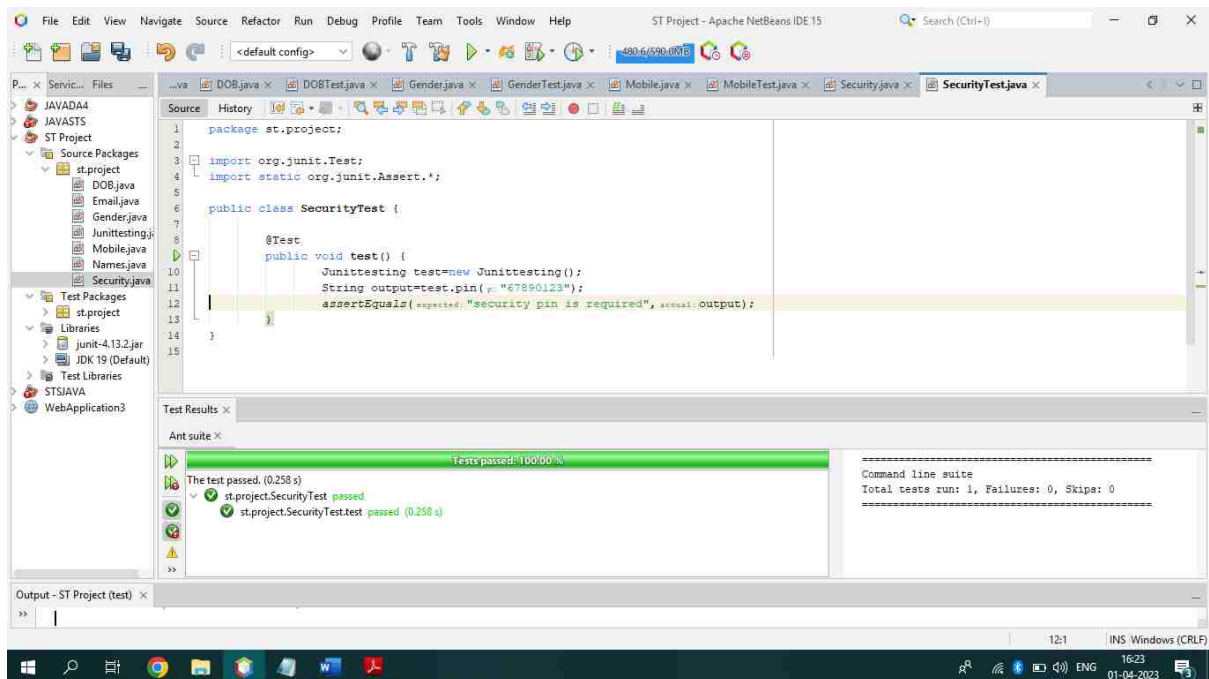 File Edit View Navigate Source Refactor Run Debug Profile Team Tools Window Help ST Project - Apache NetBeans IDE 15 Search (Ctrl+I)
<default config> 480.6/590.0MB
P... × Servic... Files
...va DOB.java × DOBTest.java × Gender.java × GenderTest.java × Mobile.java × MobileTest.java × Security.java × SecurityTest.java ×
JAVADA4
JAVASTS
ST Project
Source Packages
st.project
DOB.java
Email.java
Gender.java
Junittesting.j
Mobile.java
Names.java
Security.java
Test Packages
st.project
Libraries
junit-4.13.2.jar
JDK 19 (Default)
Test Libraries
STSJAVA
WebApplication3
Source History
1 package st.project;
2
3 import org.junit.Test;
4 import static org.junit.Assert.*;
5
6 public class SecurityTest {
7
8 @Test
public void test() {
10 Junittesting test=new Junittesting();
11 String output=test.pin(p: "67890123");
12 assertEquals(expected: "security pin is required", actual: output);
13 }
14 }
15
Test Results ×
Ant suite ×
Tests passed: 100.00 %
The test passed. (0.258 s)
st.project.SecurityTest passed
st.project.SecurityTest.test passed (0.258 s)
===============================================
Command line suite
Total tests run: 1, Failures: 0, Skips: 0
===============================================
Output - ST Project (test) ×
12:1 INS Windows (CRLF)
ENG 16:23
01-04-2023